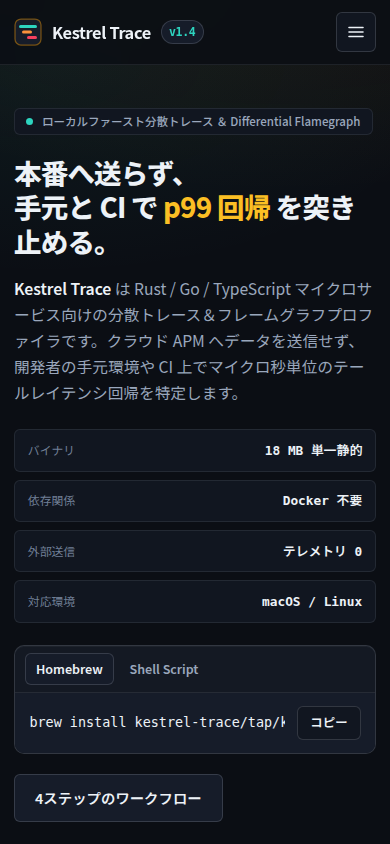 Kestrel Trace v1.4
ローカルファースト分散トレース & Differential Flamegraph
本番へ送らず、
手元と CI で p99 回帰 を突き
止める。
Kestrel Trace は Rust / Go / TypeScript マイクロサ
ービス向けの分散トレース＆フレームグラフプロフ
ァイラです。クラウド APM へデータを送信せず、
開発者の手元環境や CI 上でマイクロ秒単位のテー
ルレイテンシ回帰を特定します。
バイナリ 18 MB 単一静的
依存関係 Docker 不要
外部送信 テレメトリ 0
対応環境 macOS / Linux
Homebrew Shell Script
brew install kestrel-trace/tap/ コピー
4ステップのワークフロー